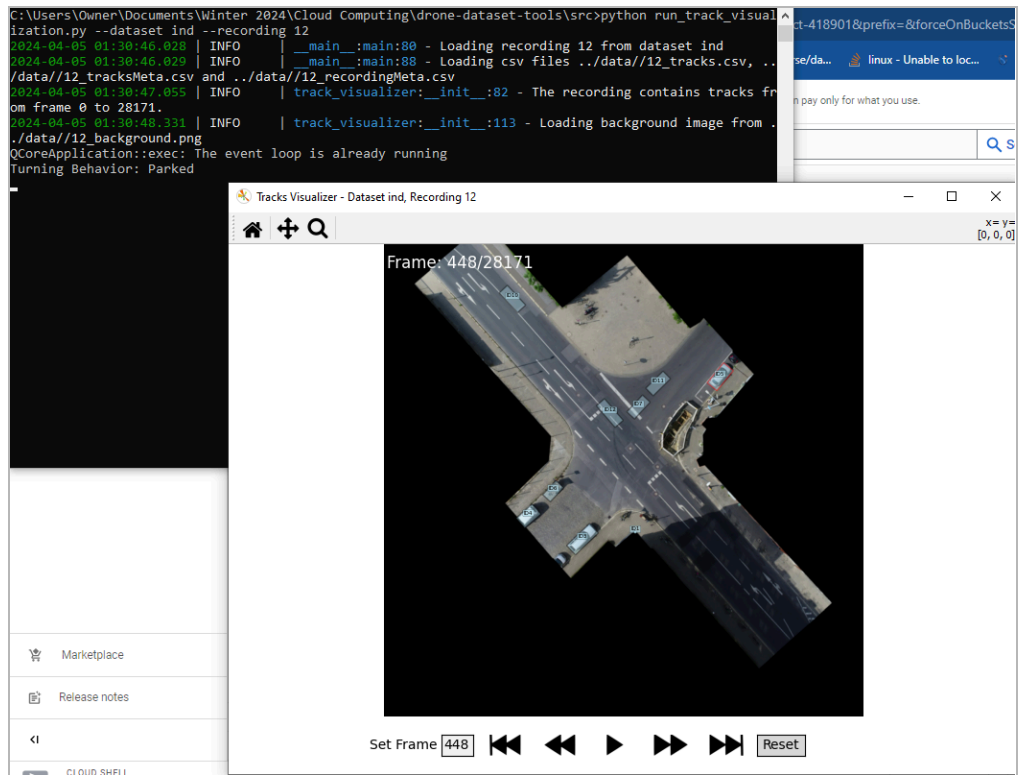 C:\Users\Owner\Documents\Winter 2024\Cloud Computing\drone-dataset-tools\src>python run_track_visual
ization.py --dataset ind --recording 12
2024-04-05 01:30:46.028 | INFO     | __main__:main:80 - Loading recording 12 from dataset ind
2024-04-05 01:30:46.029 | INFO     | __main__:main:88 - Loading csv files ../data//12_tracks.csv, ..
/data//12_tracksMeta.csv and ../data//12_recordingMeta.csv
2024-04-05 01:30:47.055 | INFO     | track_visualizer:__init__:82 - The recording contains tracks fr
om frame 0 to 28171.
2024-04-05 01:30:48.331 | INFO     | track_visualizer:__init__:113 - Loading background image from .
./data//12_background.png
QCoreApplication::exec: The event loop is already running
Turning Behavior: Parked
ct-418901&prefix=&forceOnBucketsS
se/da...
linux - Unable to loc...
n pay only for what you use.
S
Tracks Visualizer - Dataset ind, Recording 12
x= y=
[0, 0, 0]
Frame: 448/28171
Set Frame 448
Reset
Marketplace
Release notes
CLOUD SHELL